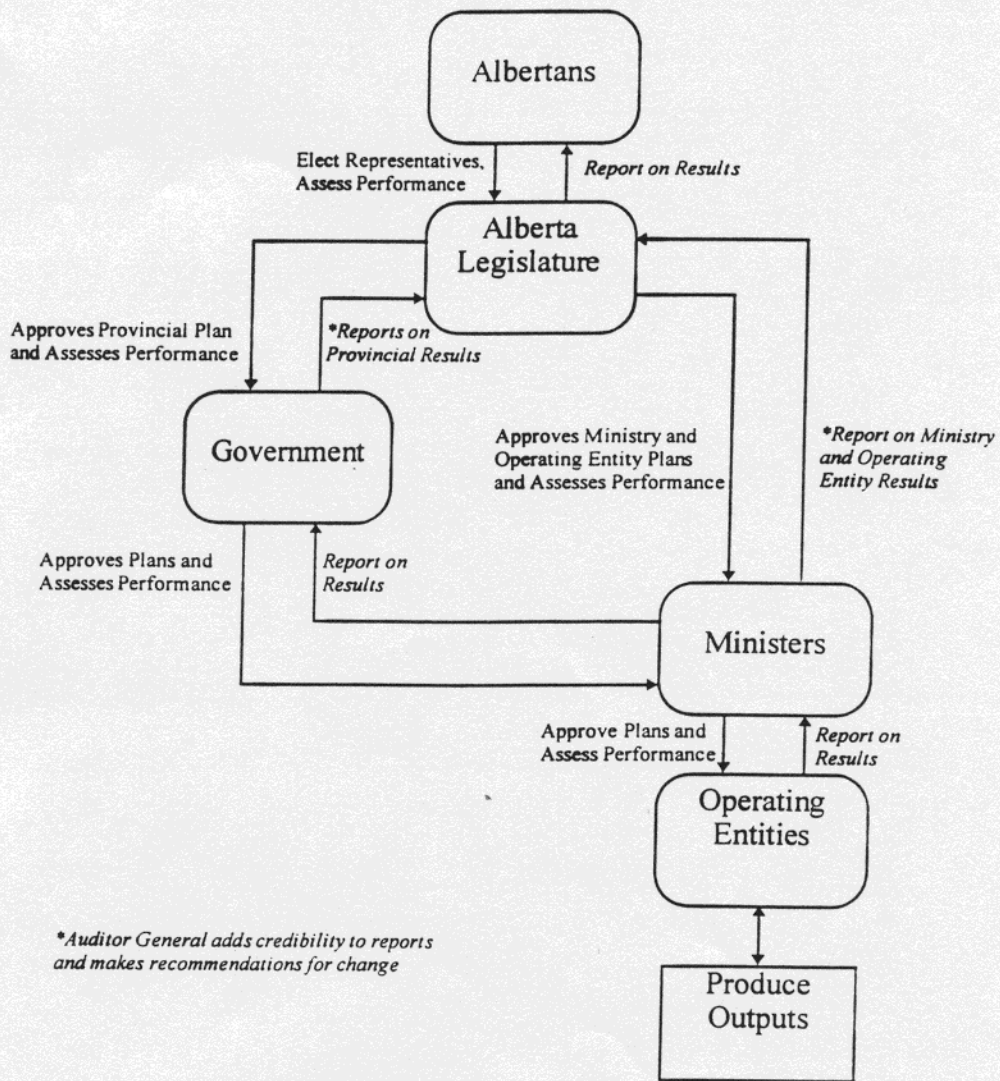 Albertans
Elect Representatives,
Assess Performance
Report on Results
Alberta
Legislature
Approves Provincial Plan
and Assesses Performance
*Reports on
Provincial Results
Government
Approves Ministry and
Operating Entity Plans
and Assesses Performance
*Report on Ministry
and Operating
Entity Results
Approves Plans and
Assesses Performance
Report on
Results
Ministers
Approve Plans and
Assess Performance
Report on
Results
Operating
Entities
*Auditor General adds credibility to reports
and makes recommendations for change
Produce
Outputs